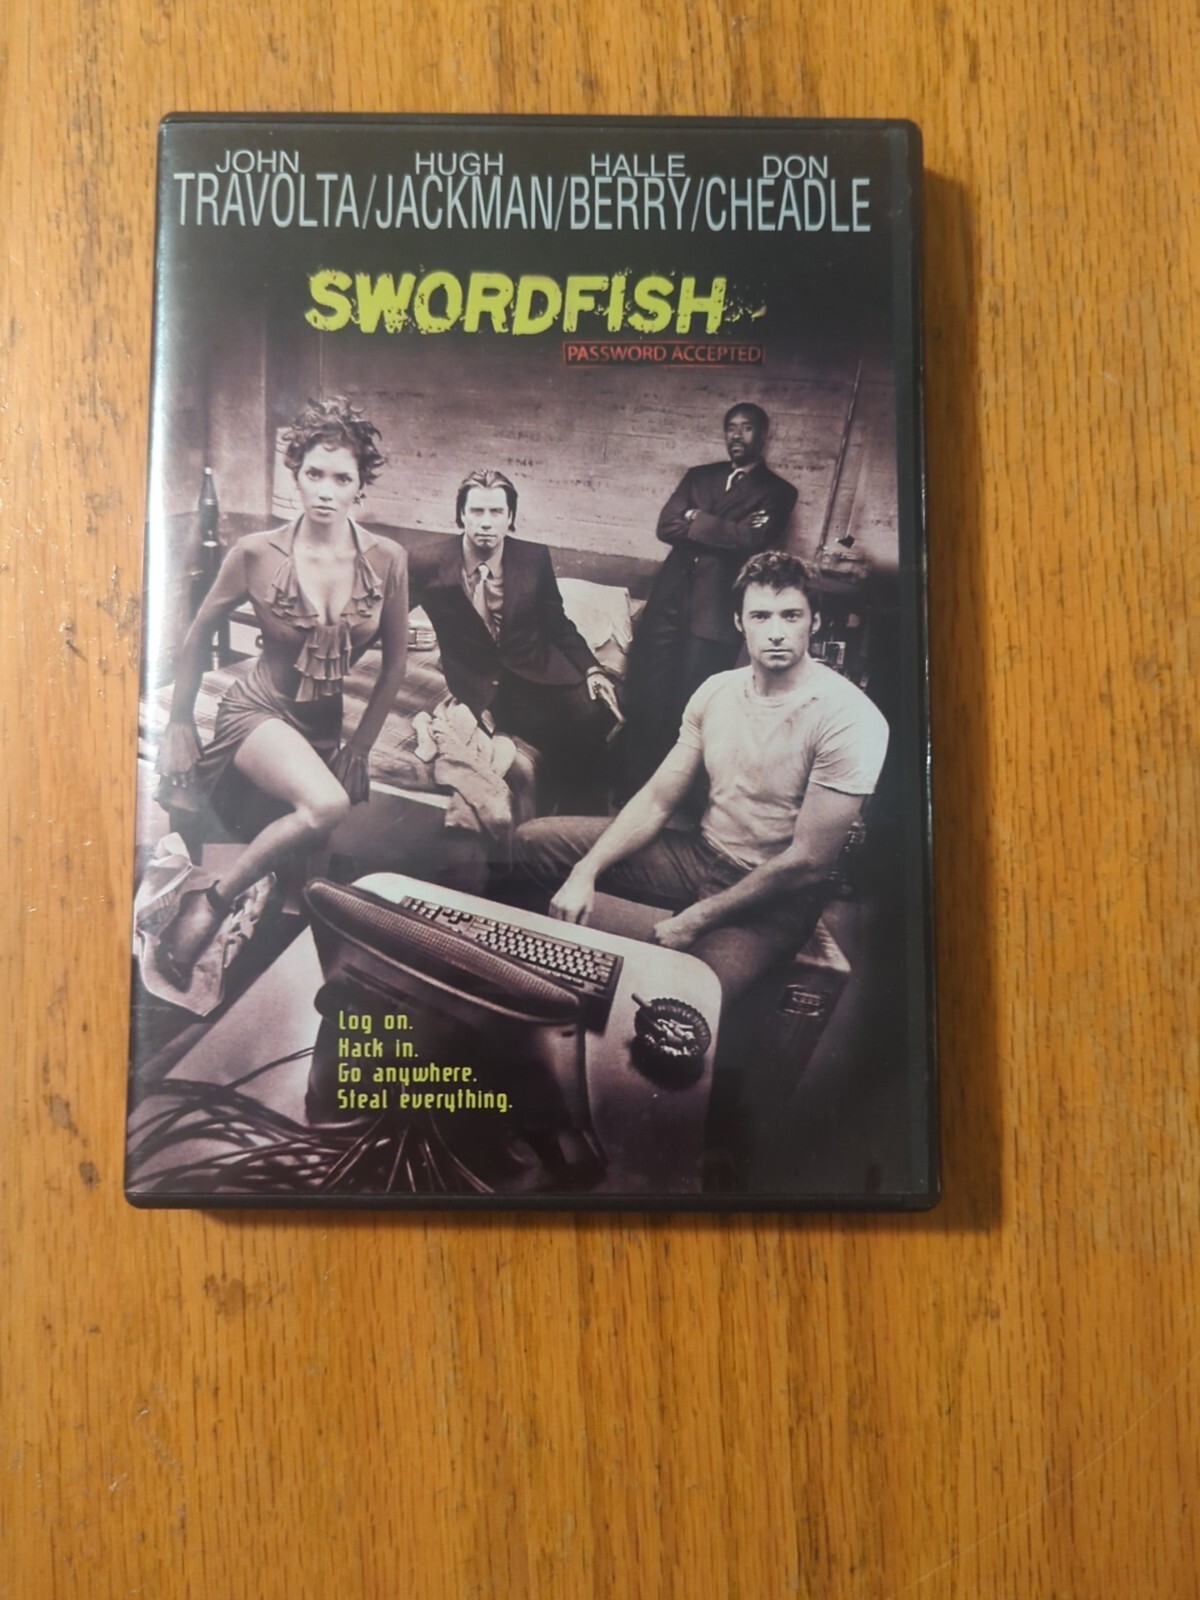 JOHN HUGH HALLE DON
TRAVOLTA/JACKMAN/BERRY/CHEADLE
SWORDFISH
PASSWORD ACCEPTED
Log on.
Hack in.
Go anywhere.
Steal everything.